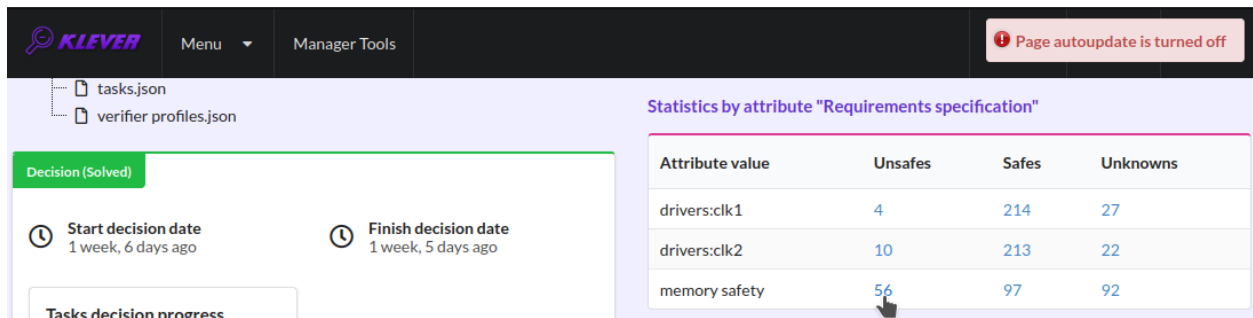 KLEVER Menu Manager Tools Page autoupdate is turned off
tasks.json
verifier profiles.json
Decision (Solved)
Start decision date
1 week, 6 days ago
Finish decision date
1 week, 5 days ago
Tasks decision progress
Statistics by attribute "Requirements specification"
Attribute value Unsafes Safes Unknowns
drivers:clk1 4 214 27
drivers:clk2 10 213 22
memory safety 56 97 92